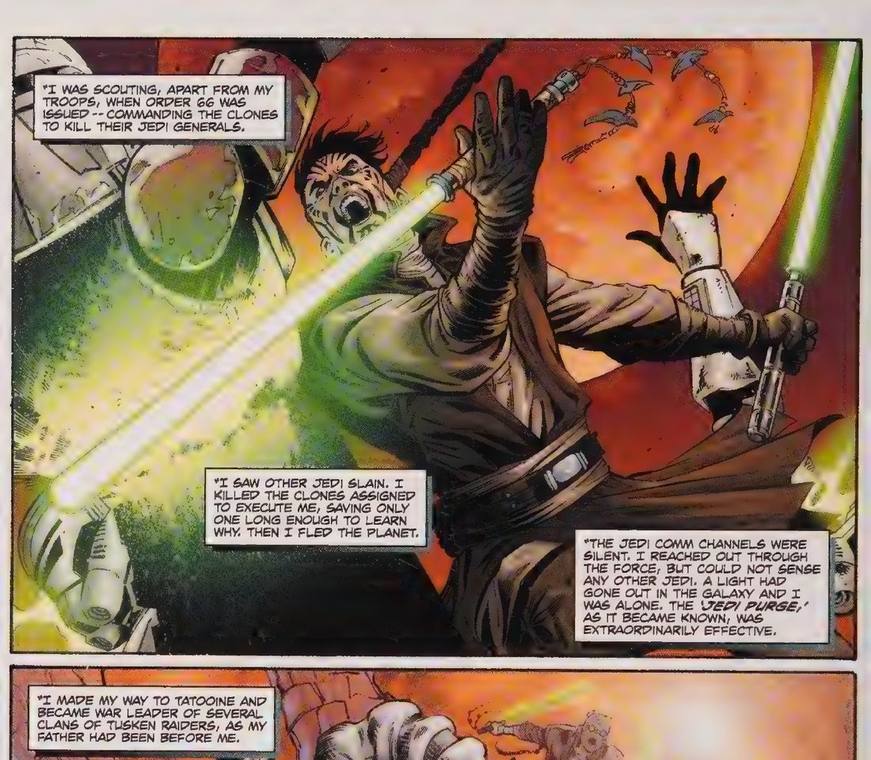 "I WAS SCOUTING, APART FROM MY
TROOPS, WHEN ORDER 66 WAS
ISSUED -- COMMANDING THE CLONES
TO KILL THEIR JEDI GENERALS.
"I SAW OTHER JEDI SLAIN. I
KILLED THE CLONES ASSIGNED
TO EXECUTE ME, SAVING ONLY
ONE LONG ENOUGH TO LEARN
WHY. THEN I FLED THE PLANET.
"THE JEDI COMM CHANNELS WERE
SILENT. I REACHED OUT THROUGH
THE FORCE, BUT COULD NOT SENSE
ANY OTHER JEDI. A LIGHT HAD
GONE OUT IN THE GALAXY AND I
WAS ALONE. THE 'JEDI PURGE,'
AS IT BECAME KNOWN, WAS
EXTRAORDINARILY EFFECTIVE.
"I MADE MY WAY TO TATOOINE AND
BECAME WAR LEADER OF SEVERAL
CLANS OF TUSKEN RAIDERS, AS MY
FATHER HAD BEEN BEFORE ME.